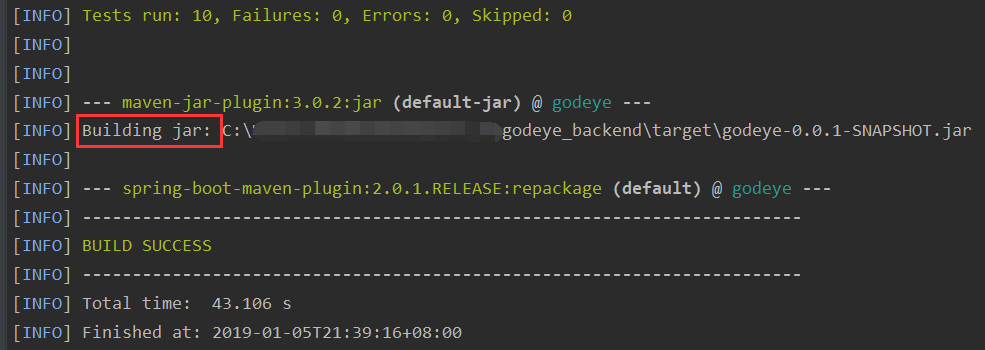 [INFO] Tests run: 10, Failures: 0, Errors: 0, Skipped: 0
[INFO]
[INFO]
[INFO] --- maven-jar-plugin:3.0.2:jar (default-jar) @ godeye ---
[INFO] Building jar: C:\ godeye_backend\target\godeye-0.0.1-SNAPSHOT.jar
[INFO]
[INFO] --- spring-boot-maven-plugin:2.0.1.RELEASE:repackage (default) @ godeye ---
[INFO] ------------------------------------------------------------------------
[INFO] BUILD SUCCESS
[INFO] ------------------------------------------------------------------------
[INFO] Total time:  43.106 s
[INFO] Finished at: 2019-01-05T21:39:16+08:00